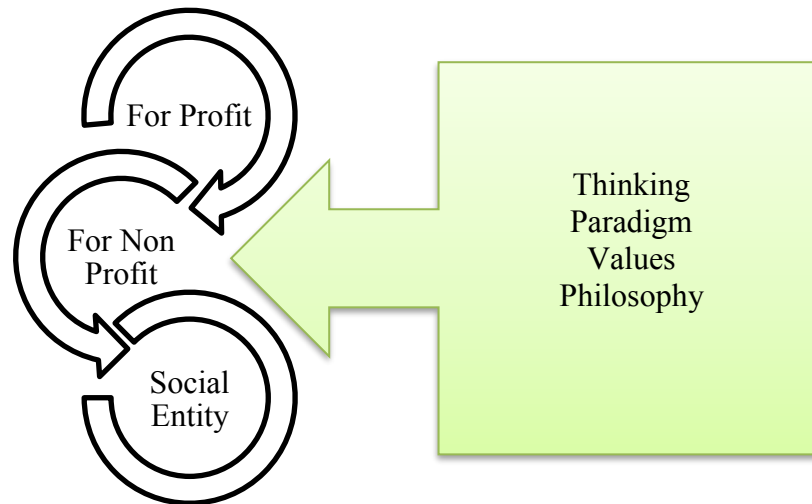 For Profit
For Non
Profit
Social
Entity
Thinking
Paradigm
Values
Philosophy